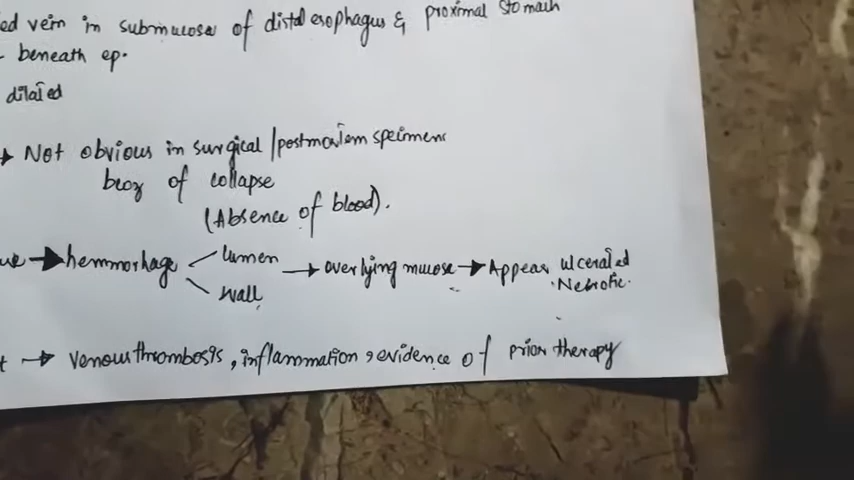 ed vein in submucosa of distal esophagus & proximal stomach
- beneath ep.
dilated
→ Not obvious in surgical/postmortem specimens
bcoz of collapse
(Absence of blood).
→ hemmorhage lumen → overlying mucosa → Appear ulcerated
wall Necrotic.
t → venous thrombosis, inflammation, evidence of prior therapy